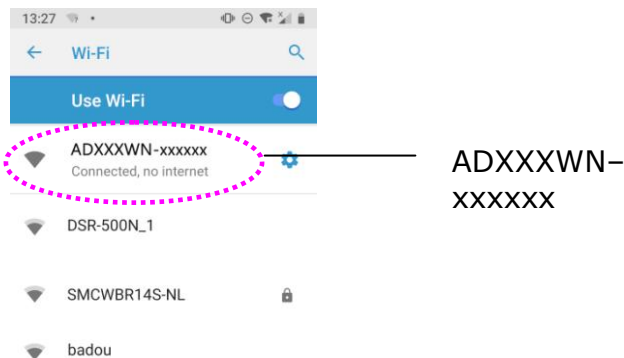 13:27
Wi-Fi
Use Wi-Fi
ADXXXWN-xxxxxx
Connected, no internet
ADXXXWN–
xxxxxx
DSR-500N_1
SMCWBR14S-NL
badou